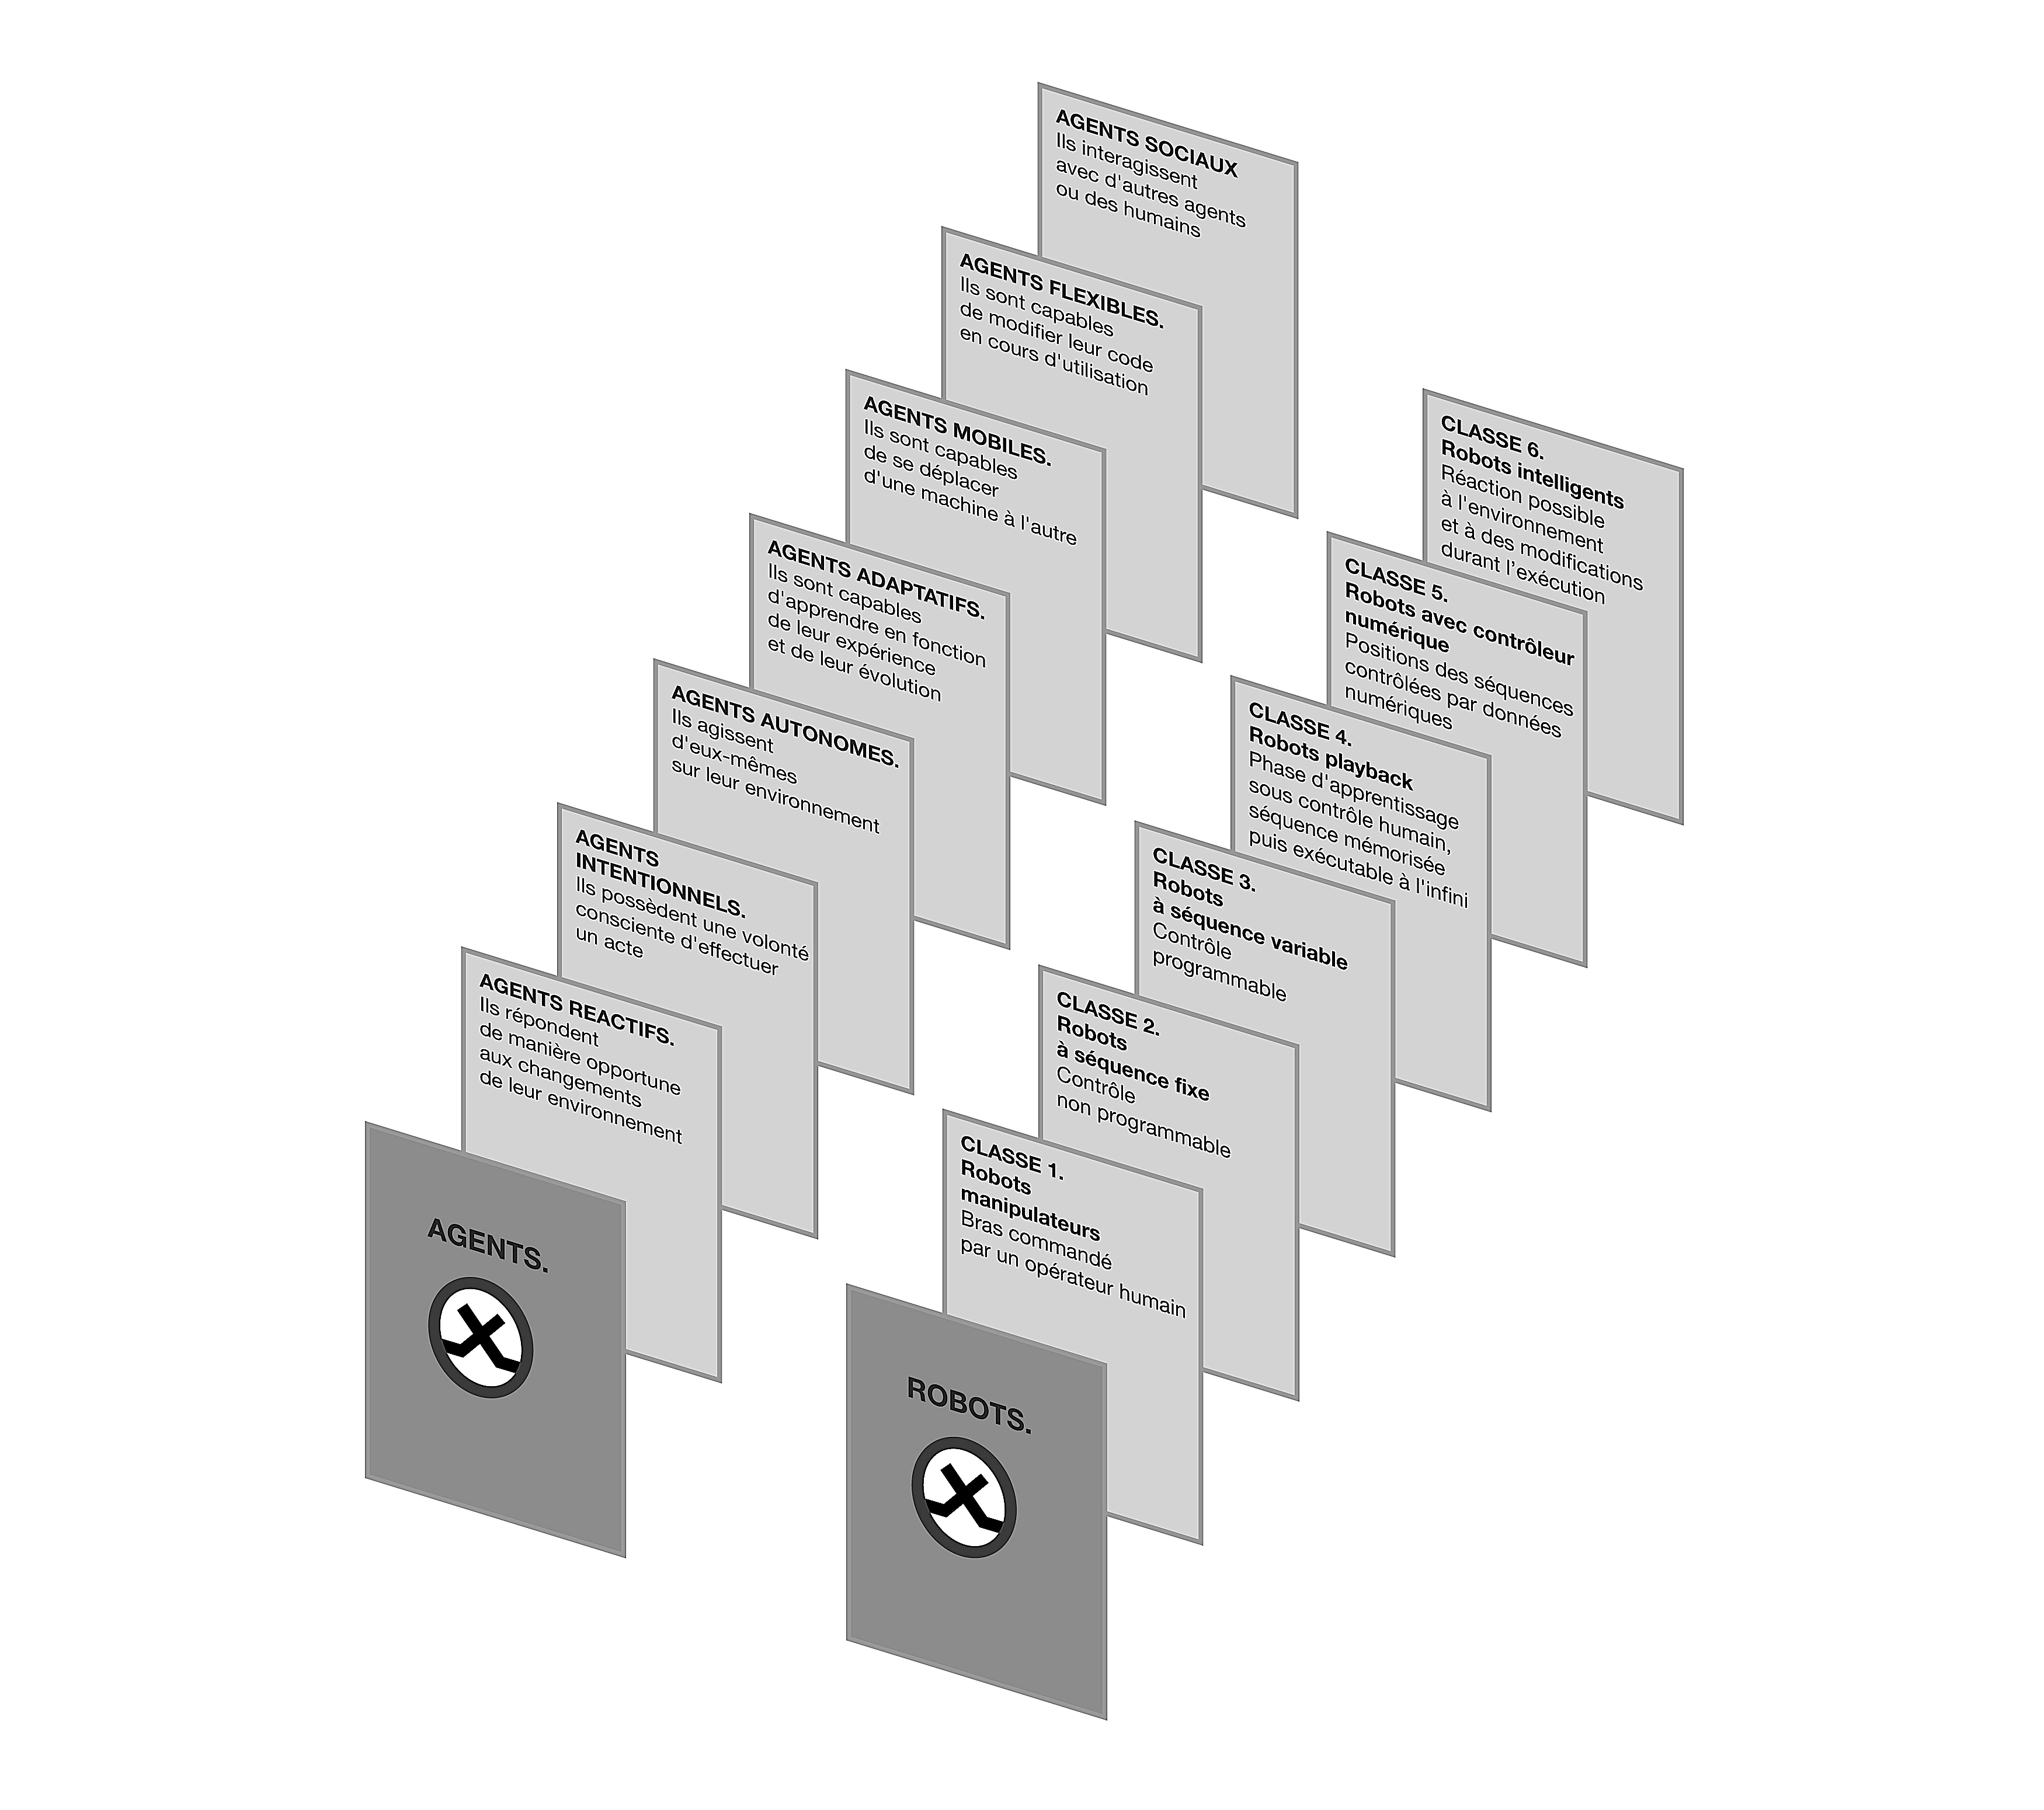 AGENTS SOCIAUX
Ils interagissent
avec d'autres agents
ou des humains
AGENTS FLEXIBLES.
Ils sont capables
de modifier leur code
en cours d'utilisation
AGENTS MOBILES.
Ils sont capables
de se déplacer
d'une machine à l'autre
AGENTS ADAPTATIFS.
Ils sont capables
d'apprendre en fonction
de leur expérience
et de leur évolution
AGENTS AUTONOMES.
Ils agissent
d'eux-mêmes
sur leur environnement
AGENTS
INTENTIONNELS.
Ils possèdent une volonté
consciente d'effectuer
un acte
AGENTS REACTIFS.
Ils répondent
de manière opportune
aux changements
de leur environnement
AGENTS.
CLASSE 6.
Robots intelligents
Réaction possible
à l'environnement
et à des modifications
durant l’exécution
CLASSE 5.
Robots avec contrôleur
numérique
Positions des séquences
contrôlées par données
numériques
CLASSE 4.
Robots playback
Phase d'apprentissage
sous contrôle humain,
séquence mémorisée
puis exécutable à l'infini
CLASSE 3.
Robots
à séquence variable
Contrôle
programmable
CLASSE 2.
Robots
à séquence fixe
Contrôle
non programmable
CLASSE 1.
Robots
manipulateurs
Bras commandé
par un opérateur humain
ROBOTS.